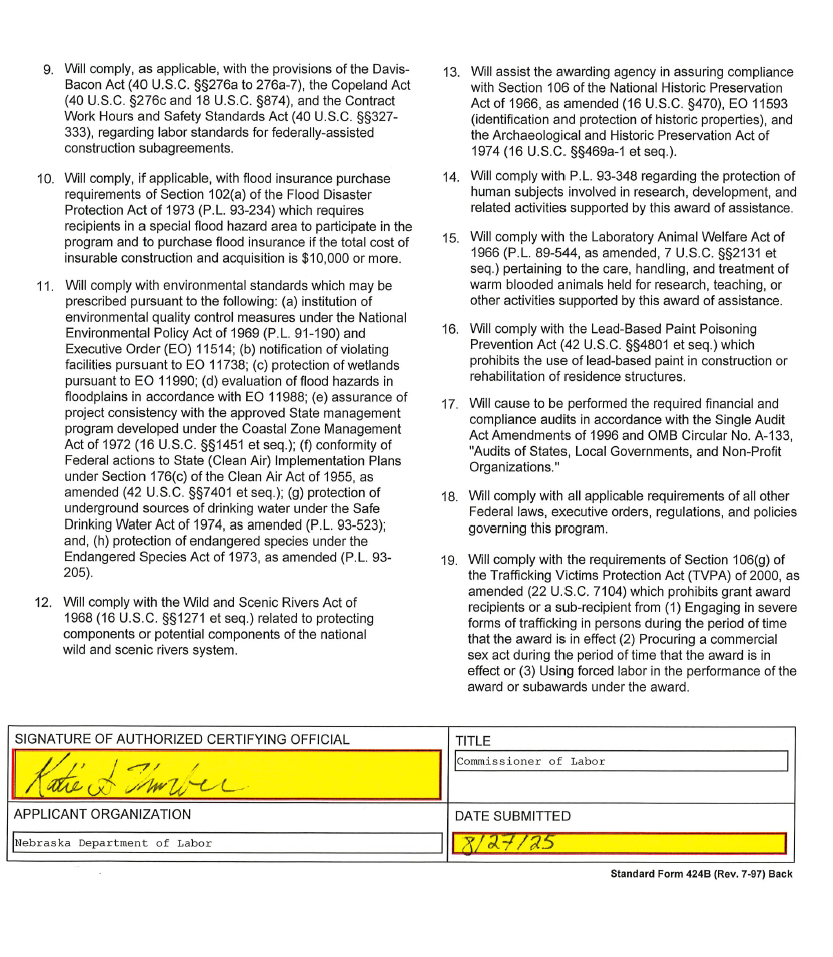 9. Will comply, as applicable, with the provisions of the Davis-
Bacon Act (40 U.S.C. §§276a to 276a-7), the Copeland Act
(40 U.S.C. §276c and 18 U.S.C. §874), and the Contract
Work Hours and Safety Standards Act (40 U.S.C. §§327-
333), regarding labor standards for federally-assisted
construction subagreements.
10. Will comply, if applicable, with flood insurance purchase
requirements of Section 102(a) of the Flood Disaster
Protection Act of 1973 (P.L. 93-234) which requires
recipients in a special flood hazard area to participate in the
program and to purchase flood insurance if the total cost of
insurable construction and acquisition is $10,000 or more.
11. Will comply with environmental standards which may be
prescribed pursuant to the following: (a) institution of
environmental quality control measures under the National
Environmental Policy Act of 1969 (P.L. 91-190) and
Executive Order (EO) 11514; (b) notification of violating
facilities pursuant to EO 11738; (c) protection of wetlands
pursuant to EO 11990; (d) evaluation of flood hazards in
floodplains in accordance with EO 11988; (e) assurance of
project consistency with the approved State management
program developed under the Coastal Zone Management
Act of 1972 (16 U.S.C. §§1451 et seq.); (f) conformity of
Federal actions to State (Clean Air) Implementation Plans
under Section 176(c) of the Clean Air Act of 1955, as
amended (42 U.S.C. §§7401 et seq.); (g) protection of
underground sources of drinking water under the Safe
Drinking Water Act of 1974, as amended (P.L. 93-523);
and, (h) protection of endangered species under the
Endangered Species Act of 1973, as amended (P.L. 93-
205).
12. Will comply with the Wild and Scenic Rivers Act of
1968 (16 U.S.C. §§1271 et seq.) related to protecting
components or potential components of the national
wild and scenic rivers system.
13. Will assist the awarding agency in assuring compliance
with Section 106 of the National Historic Preservation
Act of 1966, as amended (16 U.S.C. §470), EO 11593
(identification and protection of historic properties), and
the Archaeological and Historic Preservation Act of
1974 (16 U.S.C. §§469a-1 et seq.).
14. Will comply with P.L. 93-348 regarding the protection of
human subjects involved in research, development, and
related activities supported by this award of assistance.
15. Will comply with the Laboratory Animal Welfare Act of
1966 (P.L. 89-544, as amended, 7 U.S.C. §§2131 et
seq.) pertaining to the care, handling, and treatment of
warm blooded animals held for research, teaching, or
other activities supported by this award of assistance.
16. Will comply with the Lead-Based Paint Poisoning
Prevention Act (42 U.S.C. §§4801 et seq.) which
prohibits the use of lead-based paint in construction or
rehabilitation of residence structures.
17. Will cause to be performed the required financial and
compliance audits in accordance with the Single Audit
Act Amendments of 1996 and OMB Circular No. A-133,
"Audits of States, Local Governments, and Non-Profit
Organizations."
18. Will comply with all applicable requirements of all other
Federal laws, executive orders, regulations, and policies
governing this program.
19. Will comply with the requirements of Section 106(g) of
the Trafficking Victims Protection Act (TVPA) of 2000, as
amended (22 U.S.C. 7104) which prohibits grant award
recipients or a sub-recipient from (1) Engaging in severe
forms of trafficking in persons during the period of time
that the award is in effect (2) Procuring a commercial
sex act during the period of time that the award is in
effect or (3) Using forced labor in the performance of the
award or subawards under the award.
SIGNATURE OF AUTHORIZED CERTIFYING OFFICIAL
Katie S Thurber
TITLE
Commissioner of Labor
APPLICANT ORGANIZATION
Nebraska Department of Labor
DATE SUBMITTED
8/27/25
Standard Form 424B (Rev. 7-97) Back